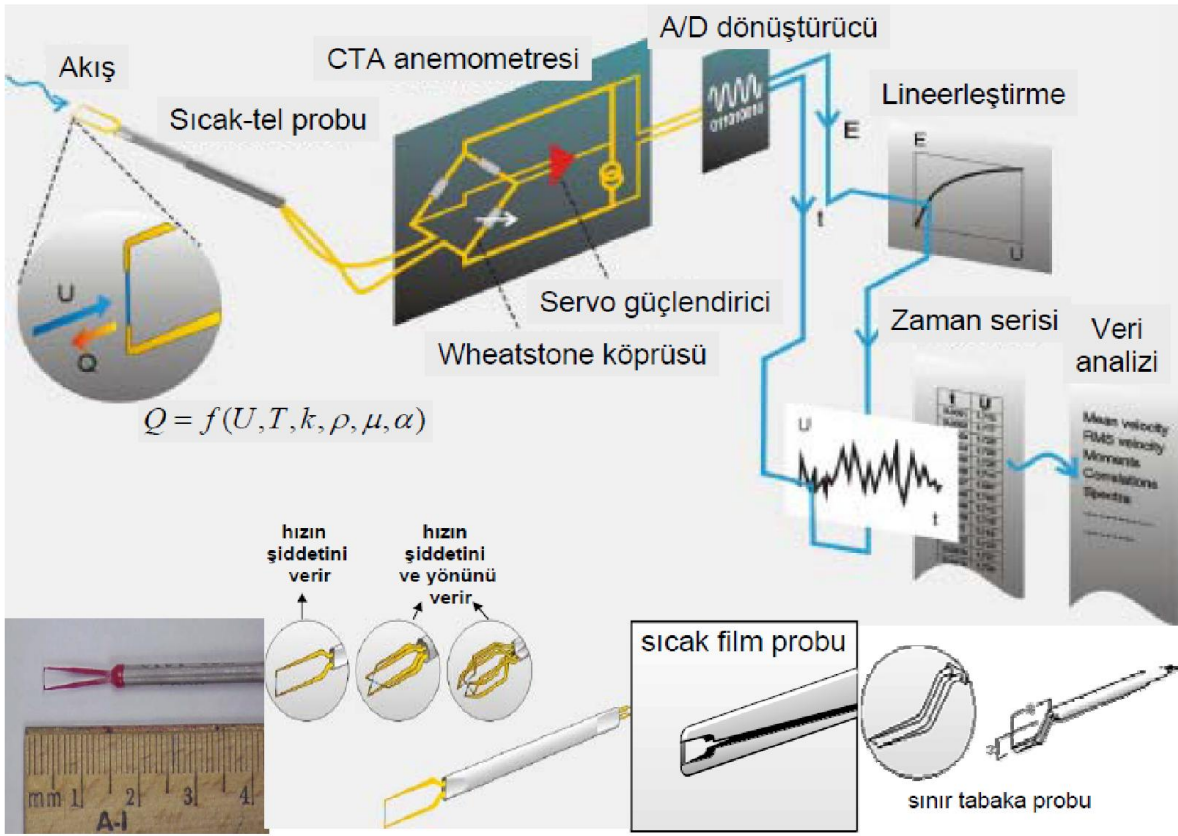 Akış
CTA anemometresi
A/D dönüştürücü
Sıcak-tel probu
011010010
Lineerleştirme
E
E
U
t
U
Q
Servo güçlendirici
Wheatstone köprüsü
Q = f(U,T,k,ρ,μ,α)
Zaman serisi
Veri
analizi
t U
U
t
Mean velocity
RMS velocity
Moments
Correlations
Spectra
hızın
şiddetini
verir
hızın
şiddetini
ve yönünü
verir
sıcak film probu
sınır tabaka probu
mm 1 2 3 4
A-I